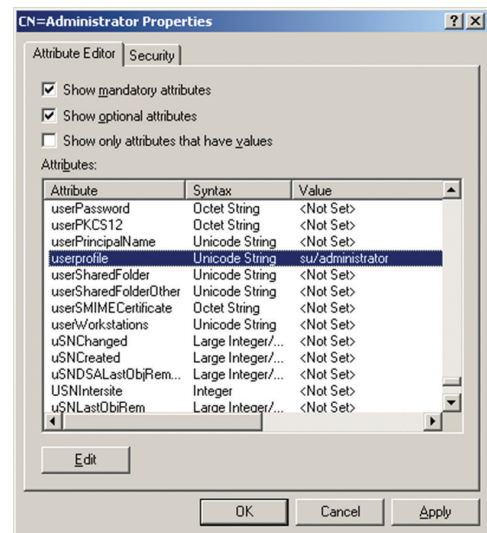 CN=Administrator Properties
Attribute Editor Security
Show mandatory attributes
Show optional attributes
Show only attributes that have values
Attributes:
Attribute Syntax Value
userPassword Octet String <Not Set>
userPKCS12 Octet String <Not Set>
userPrincipalName Unicode String <Not Set>
userprofile Unicode String su/administrator
userSharedFolder Unicode String <Not Set>
userSharedFolderOther Unicode String <Not Set>
userSMIMECertificate Octet String <Not Set>
userWorkstations Unicode String <Not Set>
uSNChanged Large Integer/... <Not Set>
uSNCreated Large Integer/... <Not Set>
uSNDSALastObjRem... Large Integer/... <Not Set>
USNIntersite Integer <Not Set>
uSNLastObjRem Large Integer/... <Not Set>
Edit
OK Cancel Apply